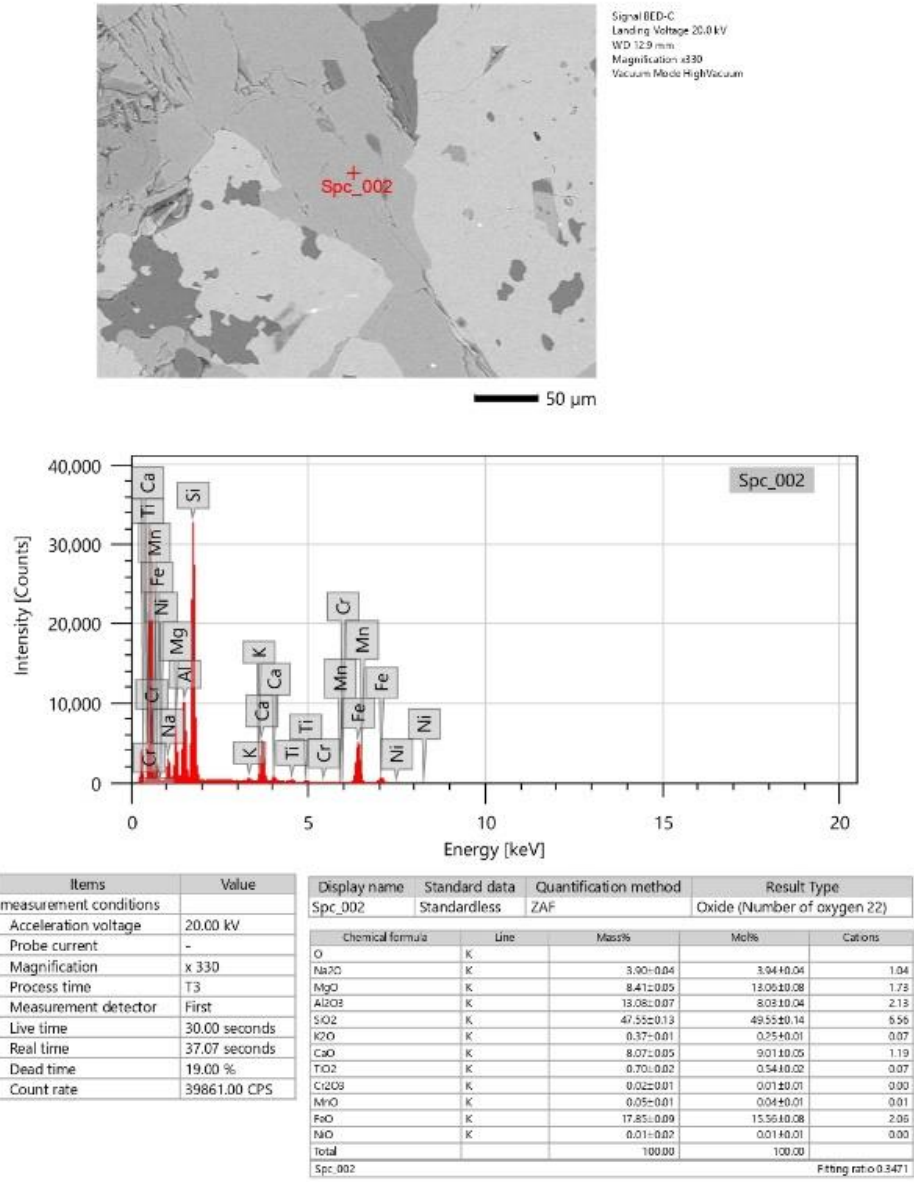 Signal BED-C
Landing Voltage 20.0 kV
WD 12.9 mm
Magnification x330
Vacuum Mode HighVacuum
Spc_002
50 µm
Spc_002
40,000
30,000
20,000
10,000
0
Intensity [Counts]
Ca
Ti
Mn
Fe
Ni
Cr
Cr
Na
Mg
Al
Si
K
Ca
K
Ca
Ti
Ti
Cr
Mn
Cr
Fe
Mn
Fe
Ni
Ni
0 5 10 15 20
Energy [keV]
Items Value
measurement conditions
Acceleration voltage 20.00 kV
Probe current -
Magnification x 330
Process time T3
Measurement detector First
Live time 30.00 seconds
Real time 37.07 seconds
Dead time 19.00 %
Count rate 39861.00 CPS
Display name Standard data Quantification method Result Type
Spc_002 Standardless ZAF Oxide (Number of oxygen 22)
Chemical formula Line Mass% Mol% Cations
O K
Na2O K 3.90±0.04 3.94±0.04 1.04
MgO K 8.41±0.05 13.06±0.08 1.73
Al2O3 K 13.08±0.07 8.03±0.04 2.13
SiO2 K 47.55±0.13 49.55±0.14 6.56
K2O K 0.37±0.01 0.25±0.01 0.07
CaO K 8.07±0.05 9.01±0.05 1.19
TiO2 K 0.70±0.02 0.54±0.02 0.07
Cr2O3 K 0.02±0.01 0.01±0.01 0.00
MnO K 0.05±0.01 0.04±0.01 0.01
FeO K 17.85±0.09 15.56±0.08 2.06
NiO K 0.01±0.02 0.01±0.01 0.00
Total 100.00 100.00
Spc_002 Fitting ratio 0.3471